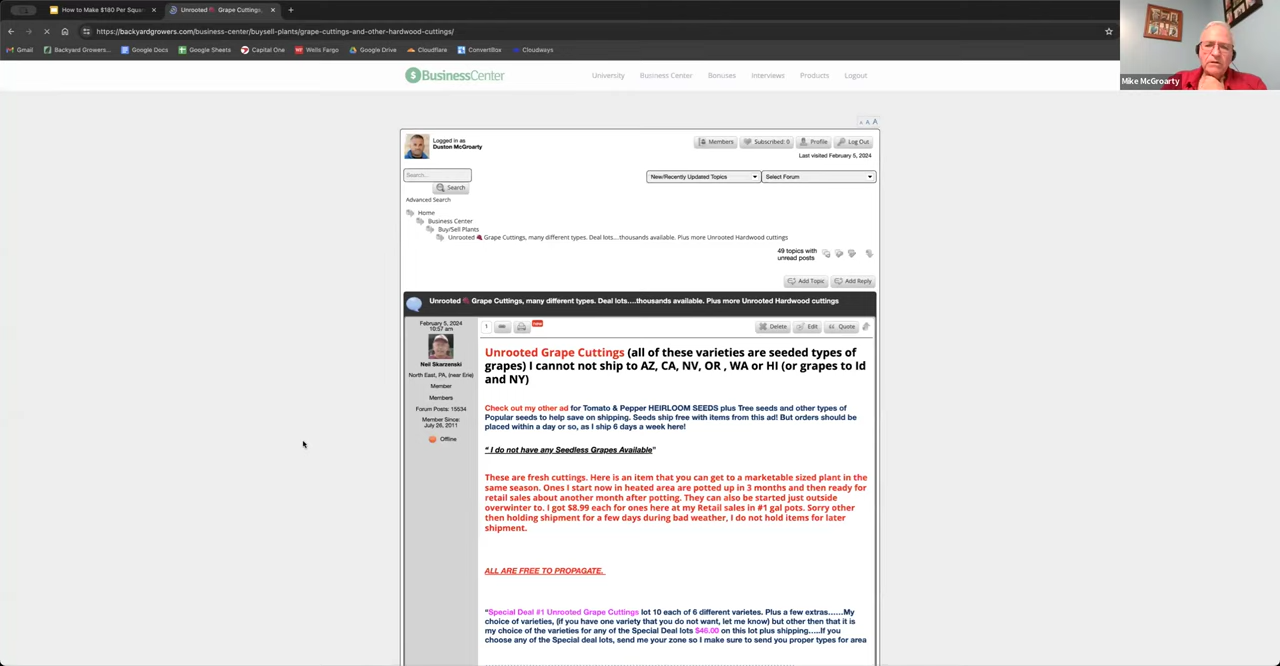 How to Make $180 Per Squar
Unrooted Grape Cuttings,
https://backyardgrowers.com/business-center/buysell-plants/grape-cuttings-and-other-hardwood-cuttings/
Gmail
Backyard Growers...
Google Docs
Google Sheets
Capital One
Wells Fargo
Google Drive
Cloudflare
ConvertBox
Cloudways
Mike McGroarty
$ BusinessCenter
University
Business Center
Bonuses
Interviews
Products
Logout
A A A
Logged in as
Duston McGroarty
Members
Subscribed: 0
Profile
Log Out
Last visited February 5, 2024
Search...
New/Recently Updated Topics
Select Forum
Search
Advanced Search
Home
Business Center
Buy/Sell Plants
Unrooted Grape Cuttings, many different types. Deal lots....thousands available. Plus more Unrooted Hardwood cuttings
49 topics with
unread posts
Add Topic
Add Reply
Unrooted Grape Cuttings, many different types. Deal lots....thousands available. Plus more Unrooted Hardwood cuttings
February 5, 2024
10:57 am
Neil Skarzenski
North East, PA, (near Erie)
Member
Members
Forum Posts: 15534
Member Since:
July 26, 2011
Offline
1
new
Delete
Edit
Quote
Unrooted Grape Cuttings (all of these varieties are seeded types of
grapes) I cannot not ship to AZ, CA, NV, OR , WA or HI (or grapes to Id
and NY)
Check out my other ad for Tomato & Pepper HEIRLOOM SEEDS plus Tree seeds and other types of
Popular seeds to help save on shipping. Seeds ship free with items from this ad! But orders should be
placed within a day or so, as I ship 6 days a week here!
“ I do not have any Seedless Grapes Available”
These are fresh cuttings. Here is an item that you can get to a marketable sized plant in the
same season. Ones I start now in heated area are potted up in 3 months and then ready for
retail sales about another month after potting. They can also be started just outside
overwinter to. I got $8.99 each for ones here at my Retail sales in #1 gal pots. Sorry other
then holding shipment for a few days during bad weather, I do not hold items for later
shipment.
ALL ARE FREE TO PROPAGATE.
“Special Deal #1 Unrooted Grape Cuttings lot 10 each of 6 different varietes. Plus a few extras......My
choice of varieties, (if you have one variety that you do not want, let me know) but other then that it is
my choice of the varieties for any of the Special Deal lots $46.00 on this lot plus shipping.....If you
choose any of the Special deal lots, send me your zone so I make sure to send you proper types for area